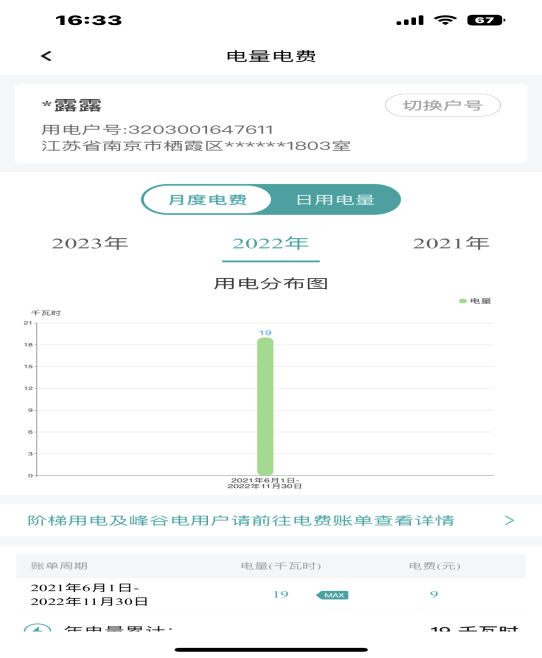 16:33
67
电量电费
*露露
切换户号
用电户号:3203001647611
江苏省南京市栖霞区******1803室
月度电费 日用电量
2023年 2022年 2021年
用电分布图
电量
千瓦时
21
19
18
15
12
9
6
3
0
2021年6月1日-
2022年11月30日
阶梯用电及峰谷电用户请前往电费账单查看详情 >
账单周期 电量(千瓦时) 电费(元)
2021年6月1日-
2022年11月30日
19 MAX 9
年电量累计: 19 千瓦时